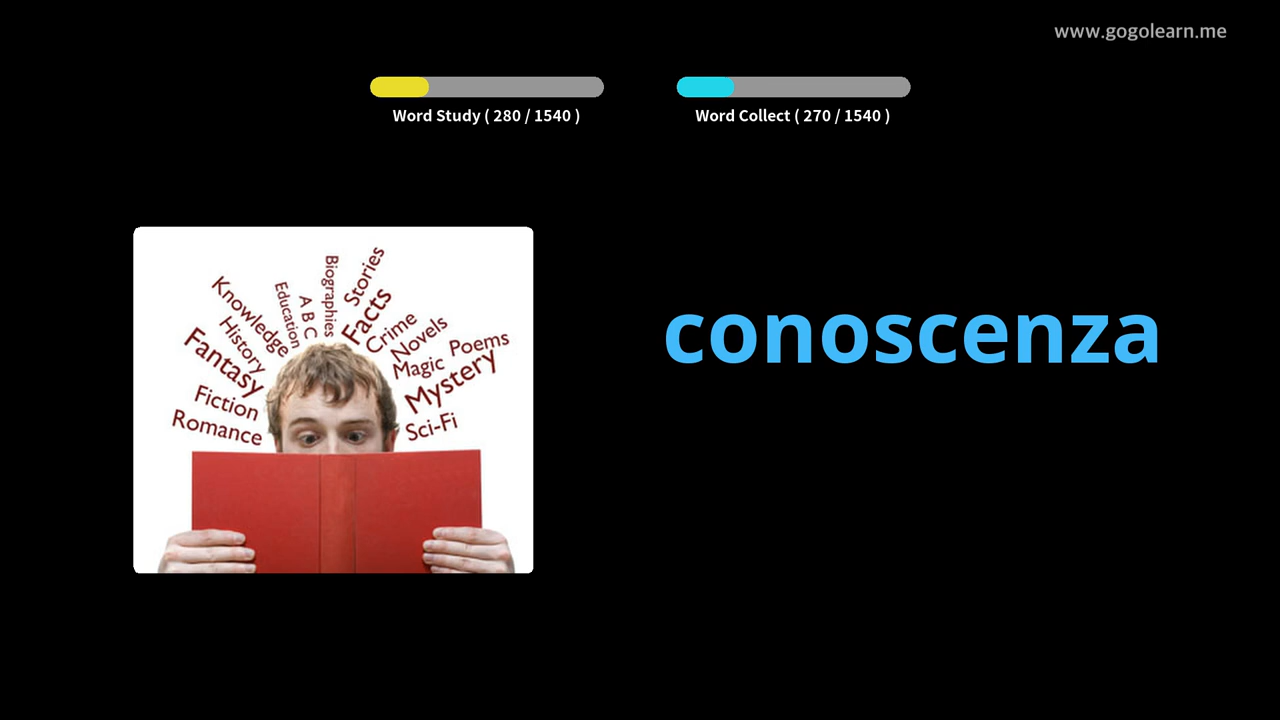 www.gogolearn.me
Word Study ( 280 / 1540 )
Word Collect ( 270 / 1540 )
Knowledge
History
Fantasy
Fiction
Romance
Education
A B C
Biographies
Stories
Facts
Crime
Novels
Magic
Poems
Mystery
Sci-Fi
conoscenza